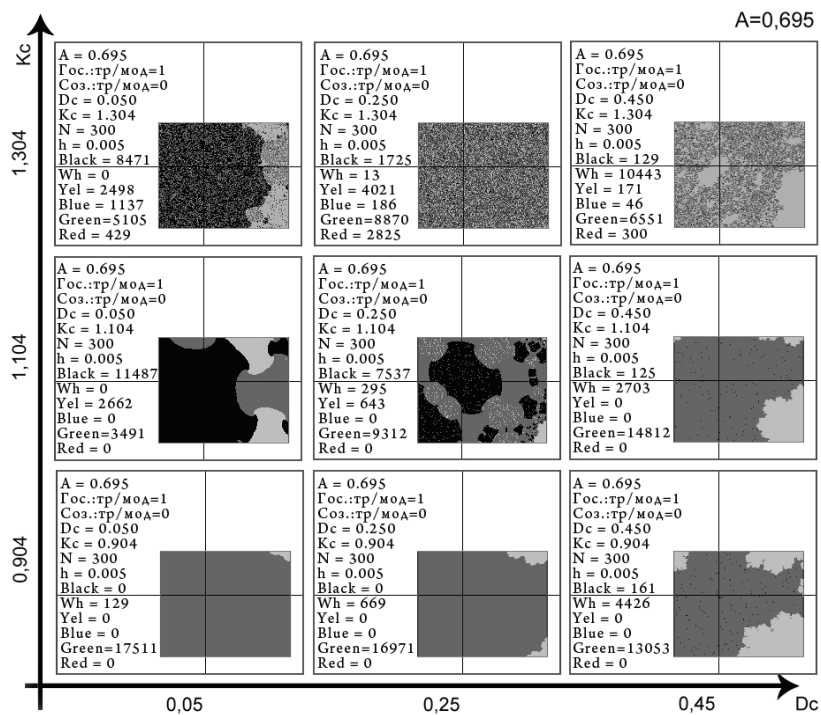 A=0,695
Kc
1,304
A = 0.695
Гос.:тр/мод=1
Соз.:тр/мод=0
Dc = 0.050
Kc = 1.304
N = 300
h = 0.005
Black = 8471
Wh = 0
Yel = 2498
Blue = 1137
Green=5105
Red = 429
A = 0.695
Гос.:тр/мод=1
Соз.:тр/мод=0
Dc = 0.250
Kc = 1.304
N = 300
h = 0.005
Black = 1725
Wh = 13
Yel = 4021
Blue = 186
Green=8870
Red = 2825
A = 0.695
Гос.:тр/мод=1
Соз.:тр/мод=0
Dc = 0.450
Kc = 1.304
N = 300
h = 0.005
Black = 129
Wh = 10443
Yel = 171
Blue = 46
Green=6551
Red = 300
1,104
A = 0.695
Гос.:тр/мод=1
Соз.:тр/мод=0
Dc = 0.050
Kc = 1.104
N = 300
h = 0.005
Black = 11487
Wh = 0
Yel = 2662
Blue = 0
Green=3491
Red = 0
A = 0.695
Гос.:тр/мод=1
Соз.:тр/мод=0
Dc = 0.250
Kc = 1.104
N = 300
h = 0.005
Black = 7537
Wh = 295
Yel = 643
Blue = 0
Green=9312
Red = 0
A = 0.695
Гос.:тр/мод=1
Соз.:тр/мод=0
Dc = 0.450
Kc = 1.104
N = 300
h = 0.005
Black = 125
Wh = 2703
Yel = 0
Blue = 0
Green=14812
Red = 0
0,904
A = 0.695
Гос.:тр/мод=1
Соз.:тр/мод=0
Dc = 0.050
Kc = 0.904
N = 300
h = 0.005
Black = 0
Wh = 129
Yel = 0
Blue = 0
Green=17511
Red = 0
A = 0.695
Гос.:тр/мод=1
Соз.:тр/мод=0
Dc = 0.250
Kc = 0.904
N = 300
h = 0.005
Black = 0
Wh = 669
Yel = 0
Blue = 0
Green=16971
Red = 0
A = 0.695
Гос.:тр/мод=1
Соз.:тр/мод=0
Dc = 0.450
Kc = 0.904
N = 300
h = 0.005
Black = 161
Wh = 4426
Yel = 0
Blue = 0
Green=13053
Red = 0
0,05
0,25
0,45
Dc